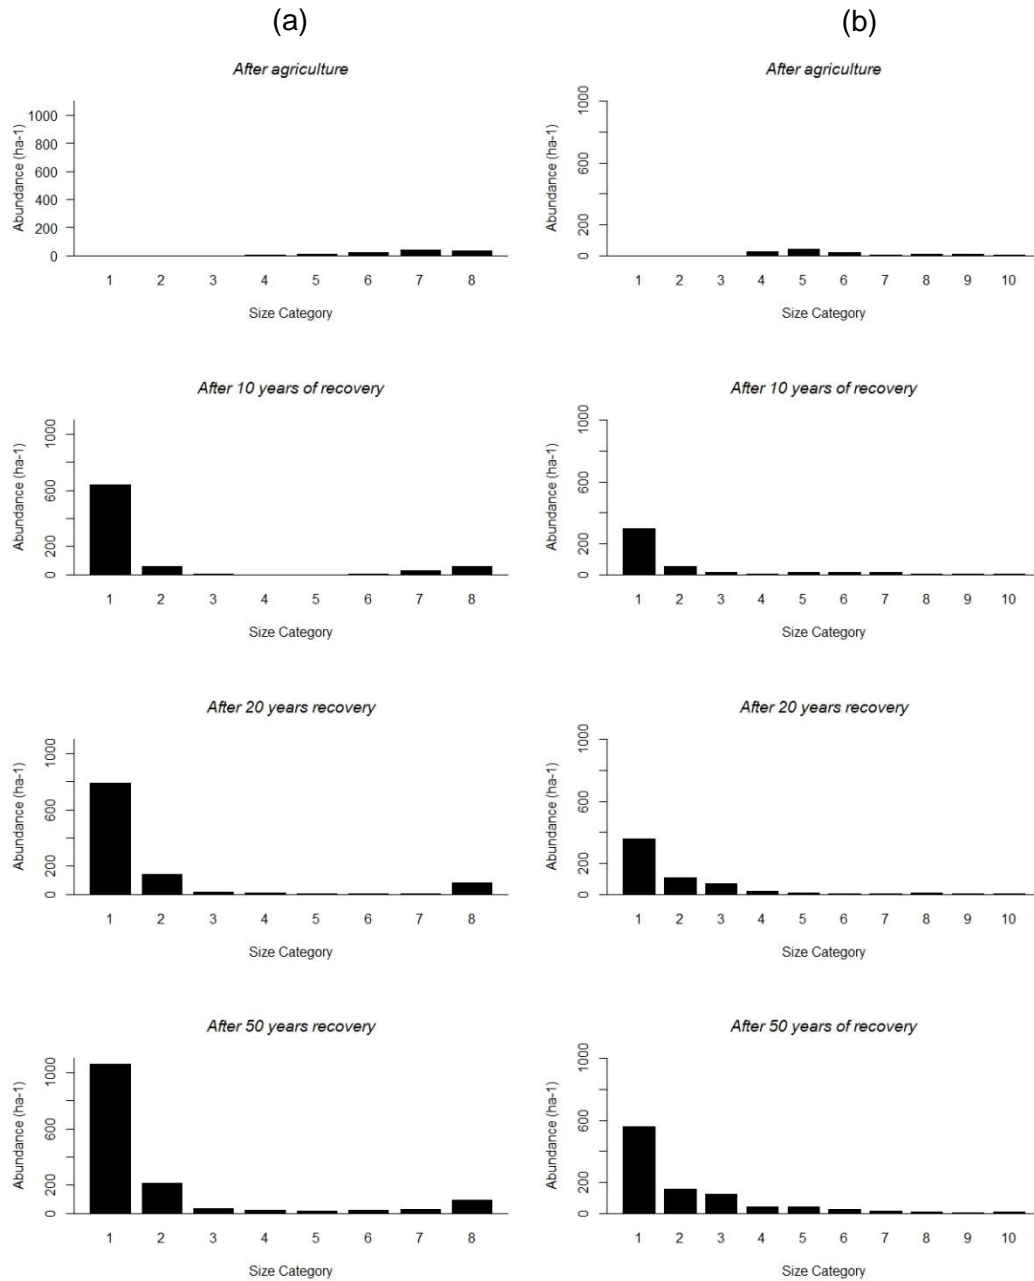 (a)
(b)
After agriculture
Abundance (ha-1)
1000
800
600
400
200
0
1 2 3 4 5 6 7 8
Size Category
After agriculture
Abundance (ha-1)
1000
600
200
0
1 2 3 4 5 6 7 8 9 10
Size Category
After 10 years of recovery
Abundance (ha-1)
1000
600
200
0
1 2 3 4 5 6 7 8
Size Category
After 10 years of recovery
Abundance (ha-1)
1000
600
200
0
1 2 3 4 5 6 7 8 9 10
Size Category
After 20 years recovery
Abundance (ha-1)
1000
600
200
0
1 2 3 4 5 6 7 8
Size Category
After 20 years recovery
Abundance (ha-1)
1000
600
200
0
1 2 3 4 5 6 7 8 9 10
Size Category
After 50 years recovery
Abundance (ha-1)
1000
600
200
0
1 2 3 4 5 6 7 8
Size Category
After 50 years of recovery
Abundance (ha-1)
1000
600
200
0
1 2 3 4 5 6 7 8 9 10
Size Category